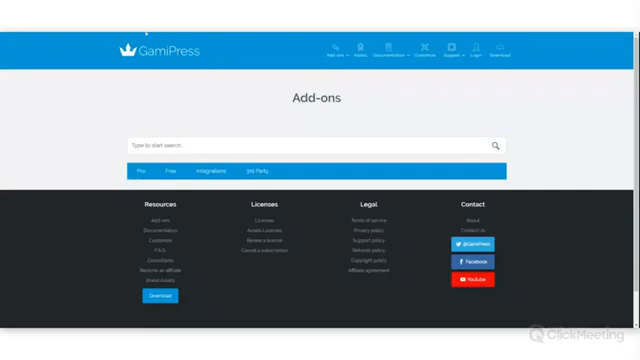 GamiPress
Add-ons Assets Documentation Customize Support Login Download
Add-ons
Type to start search...
Pro Free Integrations 3rd Party
Resources Licenses Legal Contact
Add-ons Licenses Terms of service About
Documentation Assets Licenses Privacy policy Contact Us
Customize Renew a license Support policy
@GamiPress
F.A.Q. Cancel a subscription Refunds policy
Consultants Copyright policy
Facebook
Become an affiliate Affiliate agreement
Brand Assets
Youtube
Download
ClickMeeting